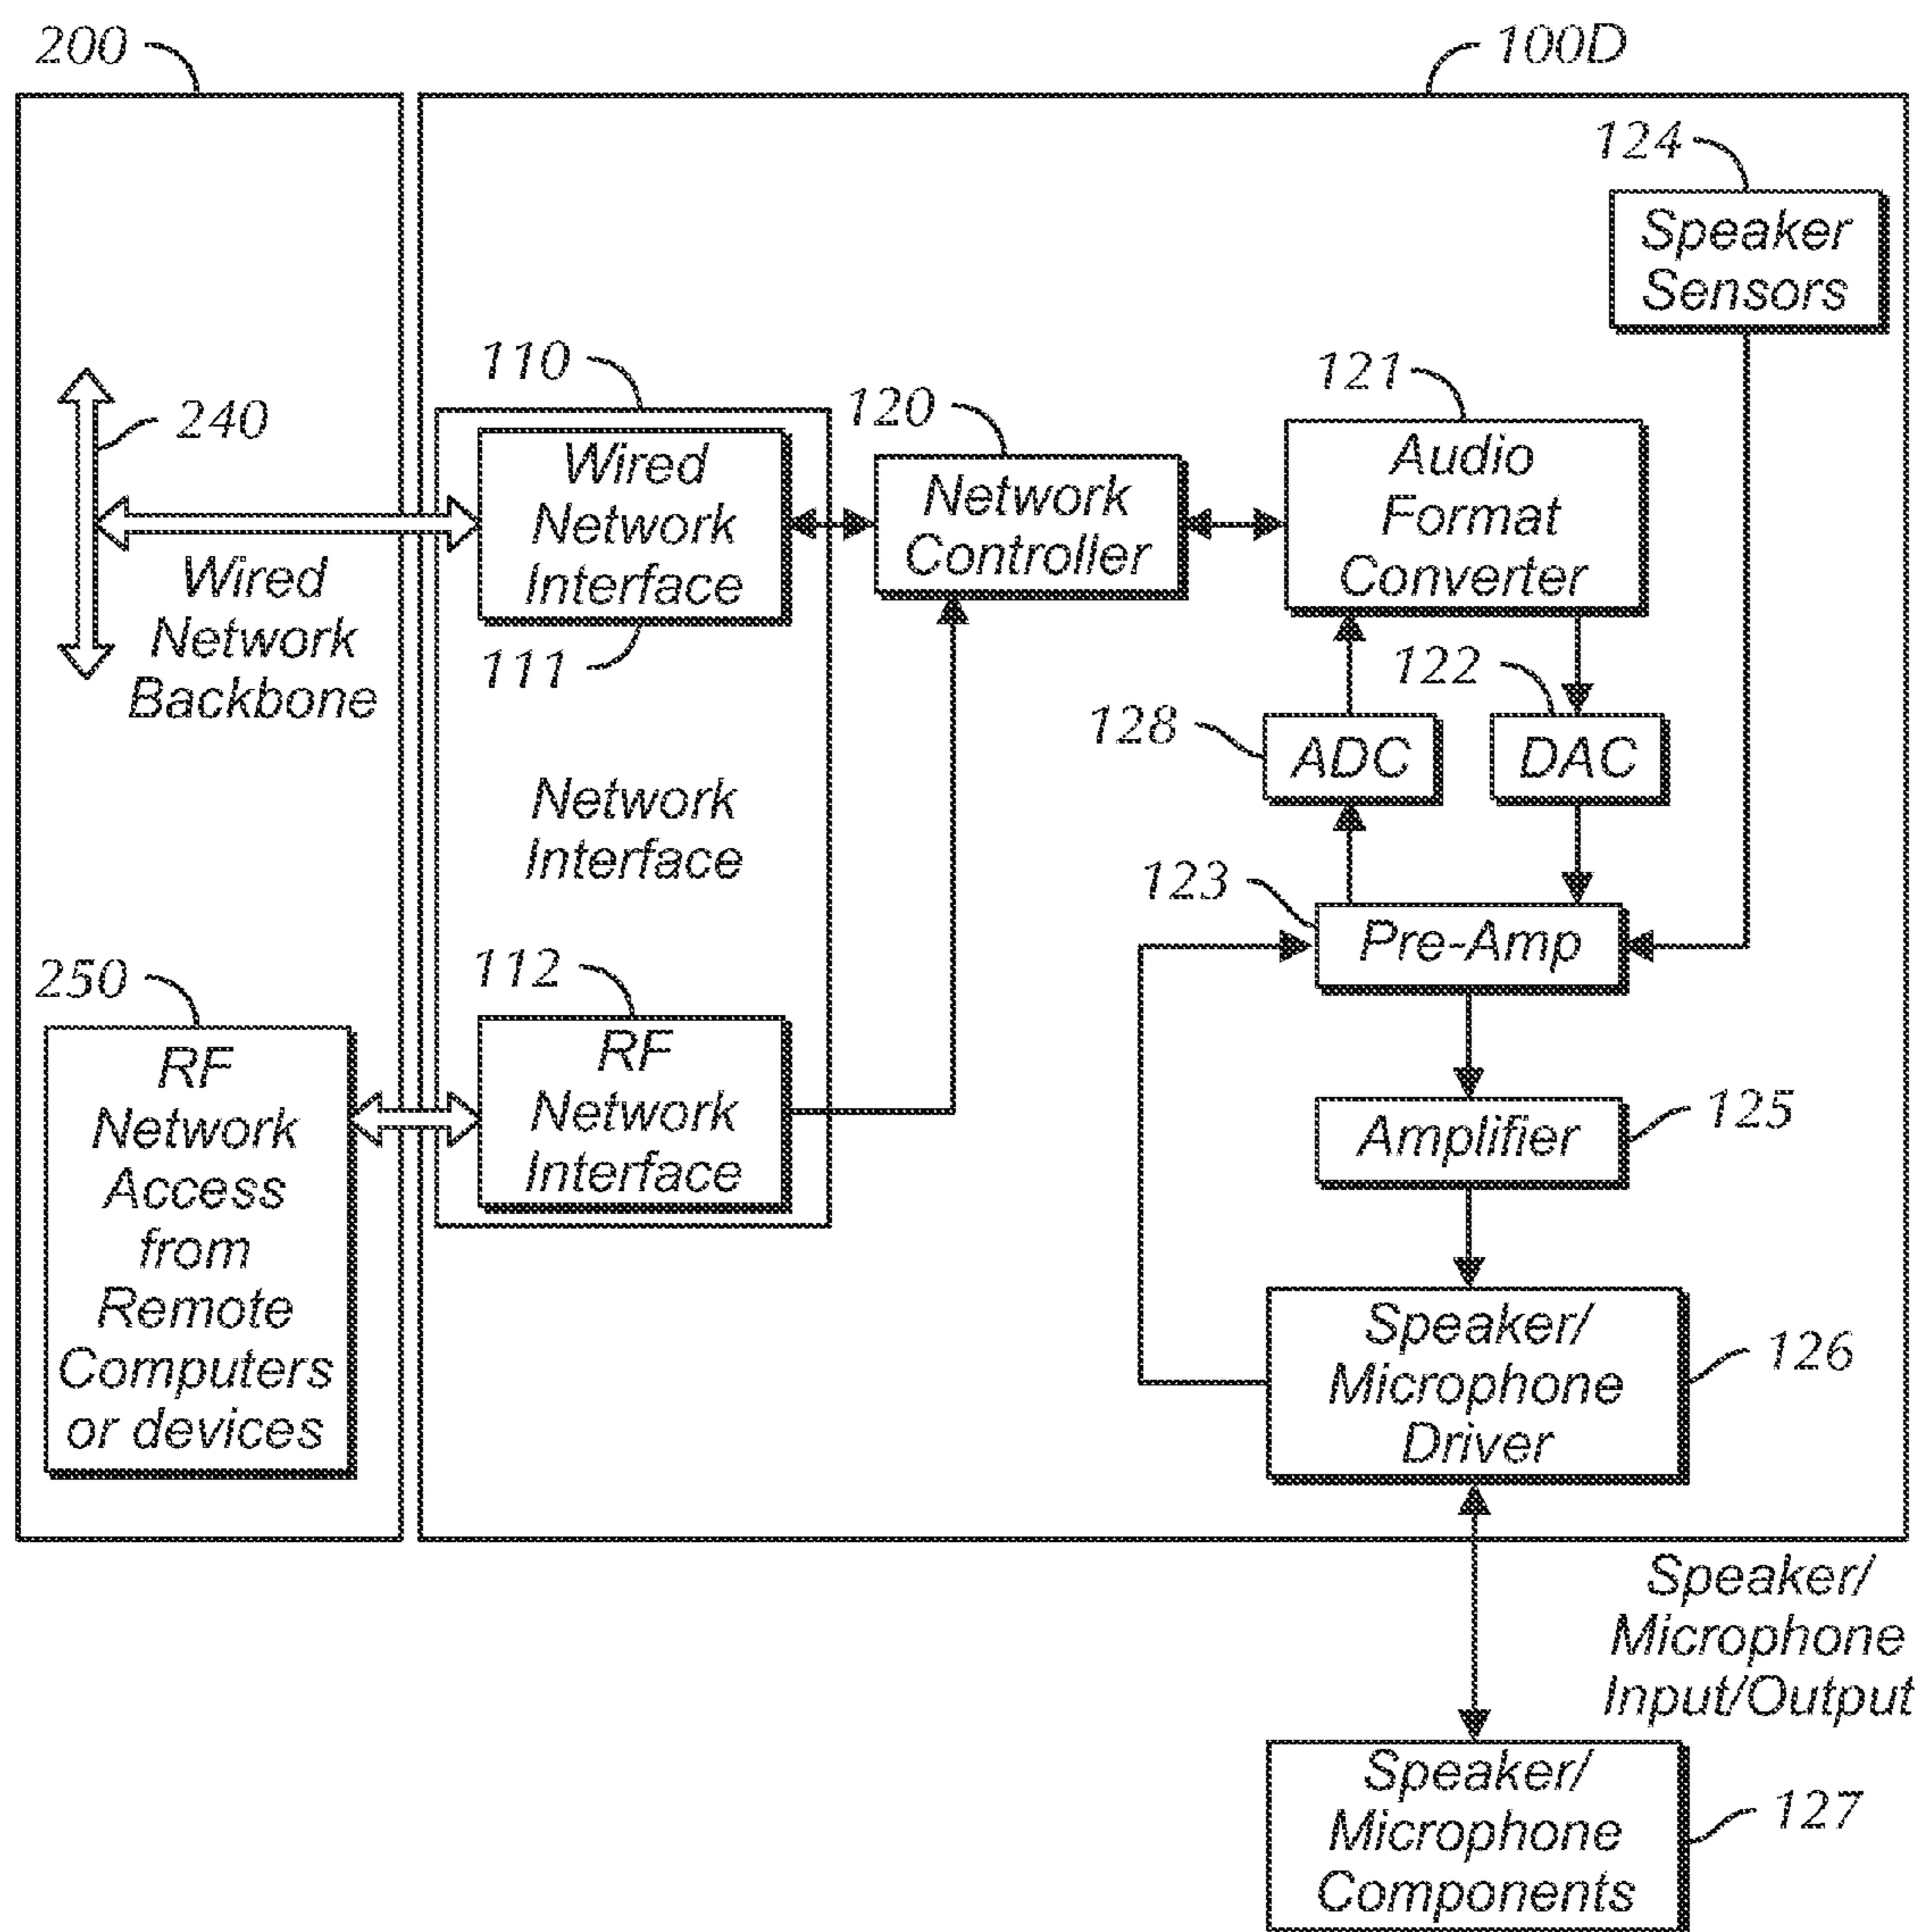 200
100D
124
Speaker
Sensors
110
121
240
120
Wired
Network
Interface
Network
Controller
Audio
Format
Converter
Wired
Network
Backbone
111
122
128
ADC
DAC
Network
Interface
123
Pre-Amp
250
112
RF
Network
Access
from
Remote
Computers
or devices
RF
Network
Interface
Amplifier
125
Speaker/
Microphone
Driver
126
Speaker/
Microphone
Input/Output
Speaker/
Microphone
Components
127